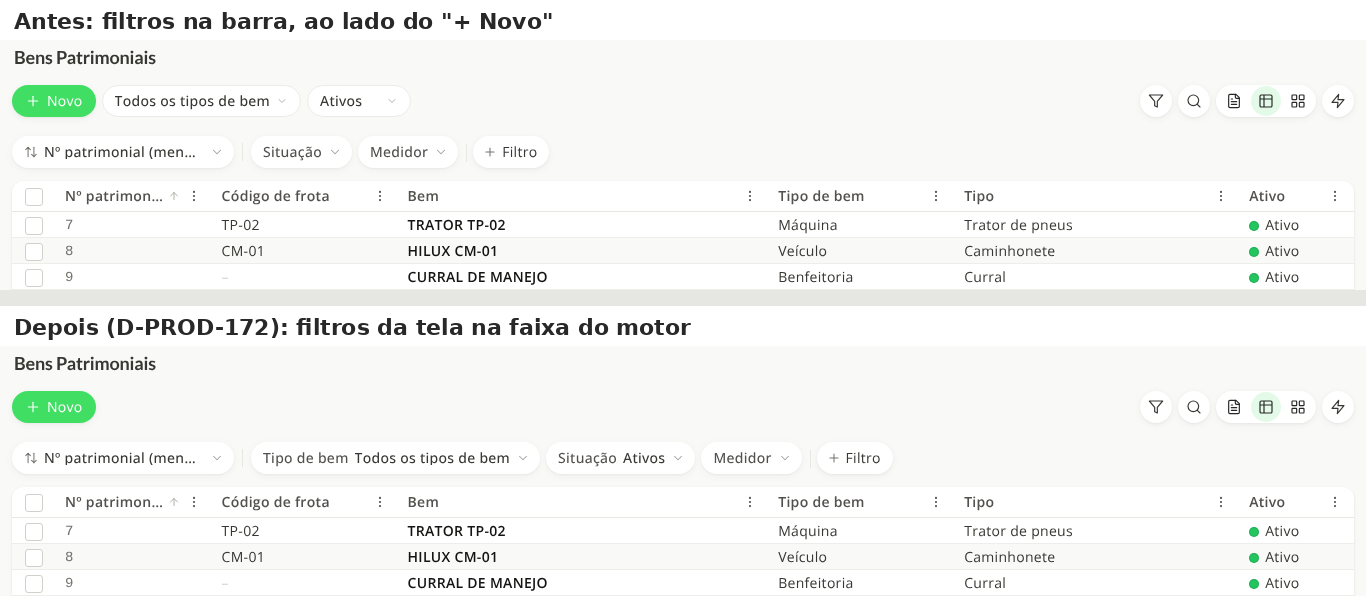 Antes: filtros na barra, ao lado do "+ Novo"
Bens Patrimoniais
+ Novo Todos os tipos de bem Ativos
Nº patrimonial (men... Situação Medidor + Filtro
Nº patrimon... Código de frota Bem Tipo de bem Tipo Ativo
7 TP-02 TRATOR TP-02 Máquina Trator de pneus Ativo
8 CM-01 HILUX CM-01 Veículo Caminhonete Ativo
9 – CURRAL DE MANEJO Benfeitoria Curral Ativo
Depois (D-PROD-172): filtros da tela na faixa do motor
Bens Patrimoniais
+ Novo
Nº patrimonial (men... Tipo de bem Todos os tipos de bem Situação Ativos Medidor + Filtro
Nº patrimon... Código de frota Bem Tipo de bem Tipo Ativo
7 TP-02 TRATOR TP-02 Máquina Trator de pneus Ativo
8 CM-01 HILUX CM-01 Veículo Caminhonete Ativo
9 – CURRAL DE MANEJO Benfeitoria Curral Ativo